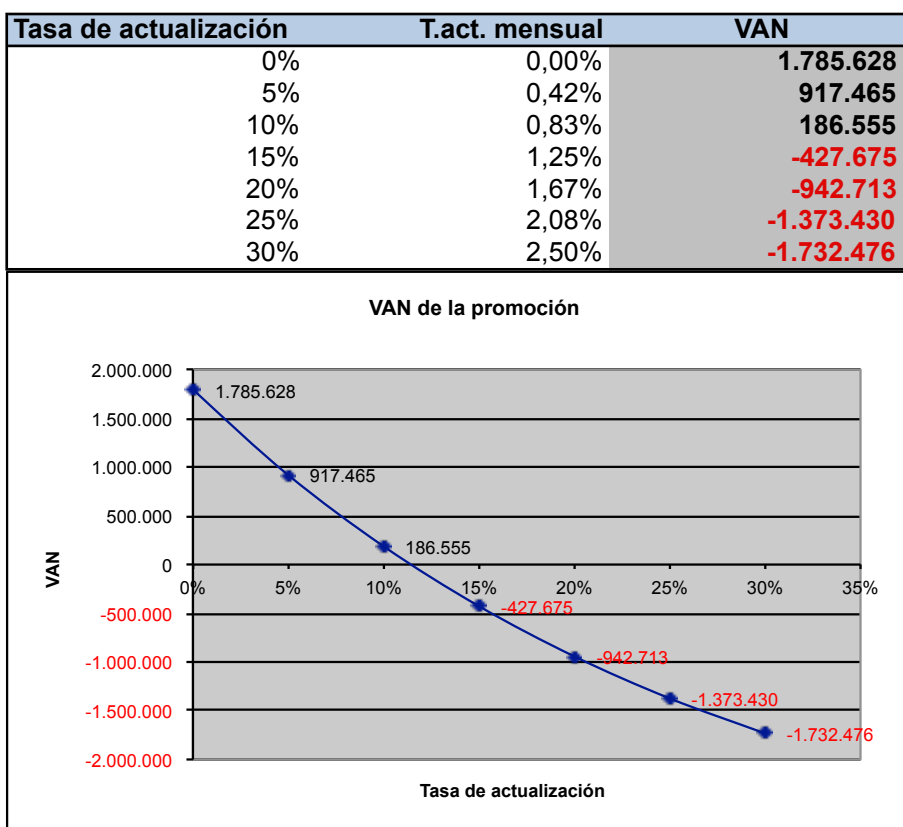 Tasa de actualización T.act. mensual VAN
0% 0,00% 1.785.628
5% 0,42% 917.465
10% 0,83% 186.555
15% 1,25% -427.675
20% 1,67% -942.713
25% 2,08% -1.373.430
30% 2,50% -1.732.476
VAN de la promoción
2.000.000
1.785.628
1.500.000
1.000.000
917.465
500.000
186.555
0
0% 5% 10% 15% 20% 25% 30% 35%
VAN
-427.675
-500.000
-942.713
-1.000.000
-1.373.430
-1.500.000
-1.732.476
-2.000.000
Tasa de actualización